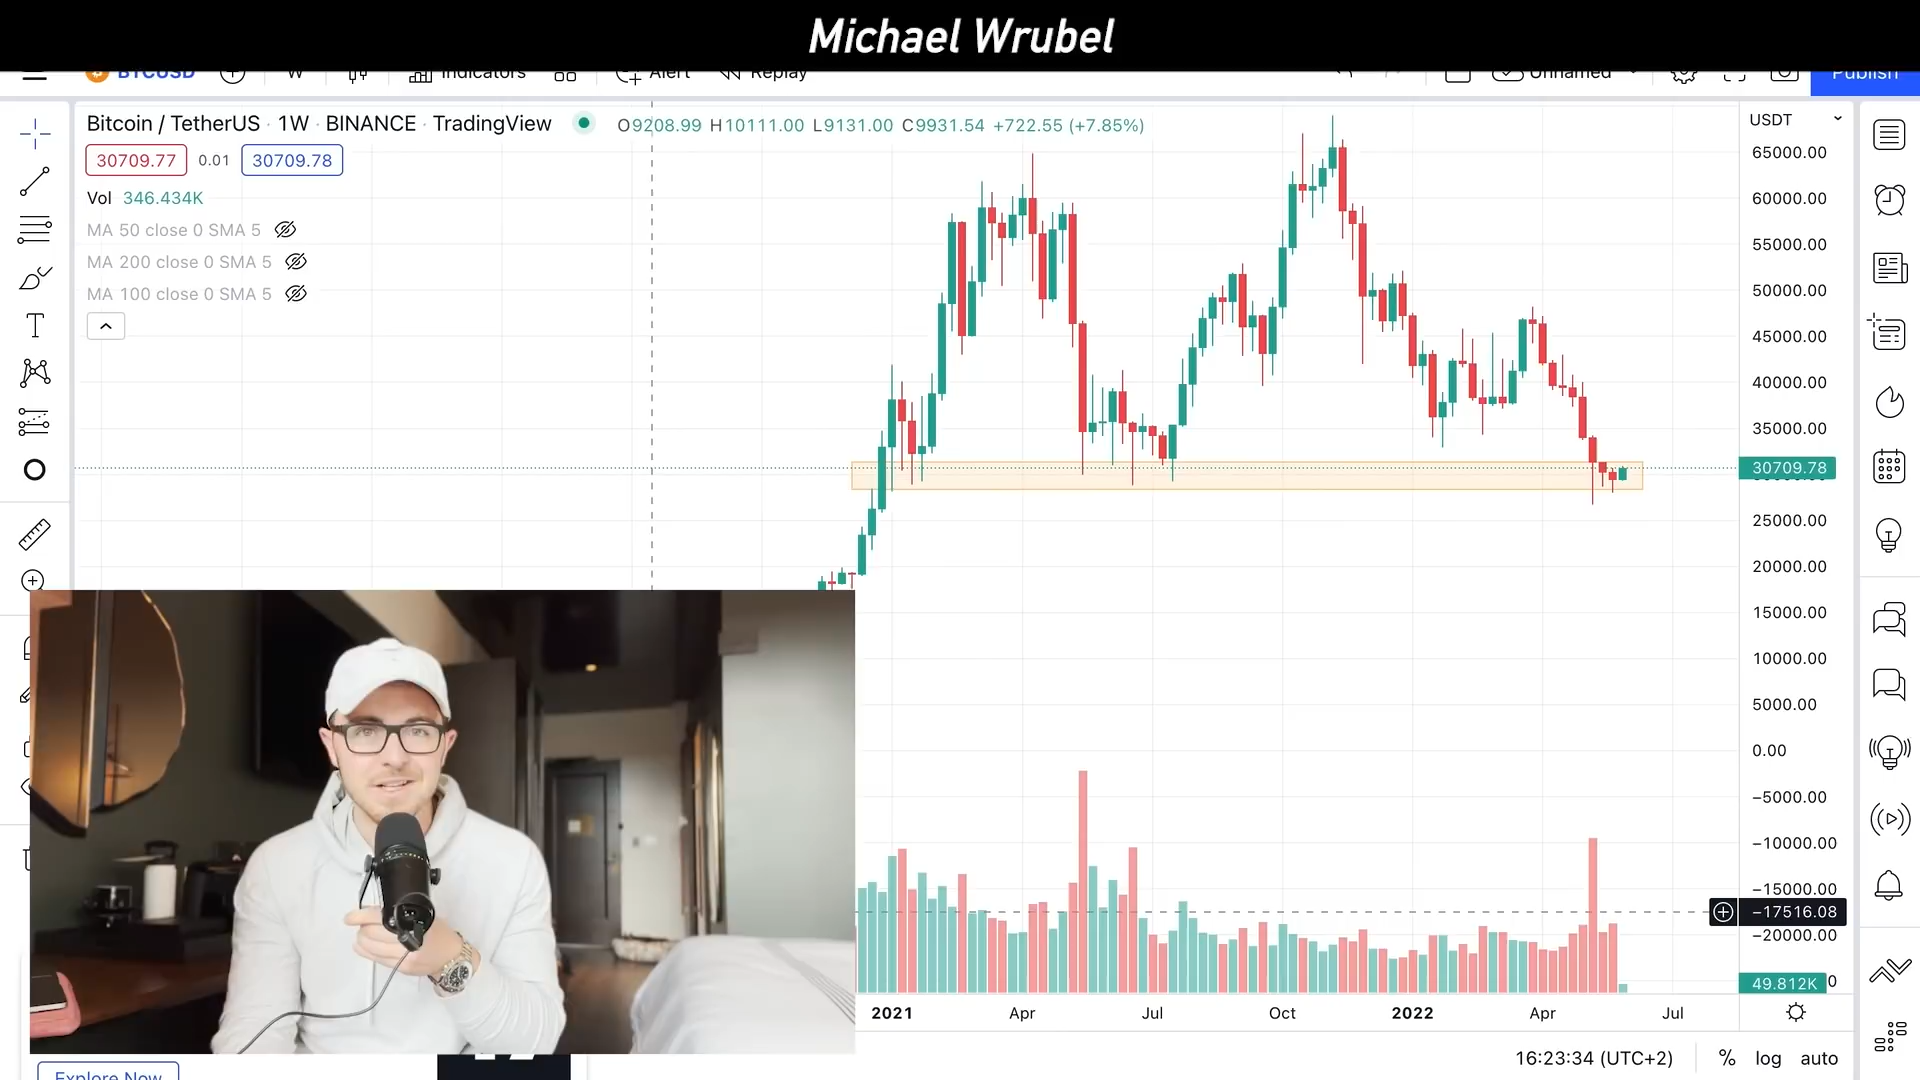 Michael Wrubel
BTCUSD
W
Indicators
Alert
Replay
Unnamed
Publish
Bitcoin / TetherUS · 1W · BINANCE · TradingView
O9208.99 H10111.00 L9131.00 C9931.54 +722.55 (+7.85%)
USDT
30709.77 0.01 30709.78
Vol 346.434K
MA 50 close 0 SMA 5
MA 200 close 0 SMA 5
MA 100 close 0 SMA 5
65000.00
60000.00
55000.00
50000.00
45000.00
40000.00
35000.00
30709.78
25000.00
20000.00
15000.00
10000.00
5000.00
0.00
−5000.00
−10000.00
−15000.00
−17516.08
−20000.00
49.812K
2021 Apr Jul Oct 2022 Apr Jul
16:23:34 (UTC+2) % log auto
Explore Now